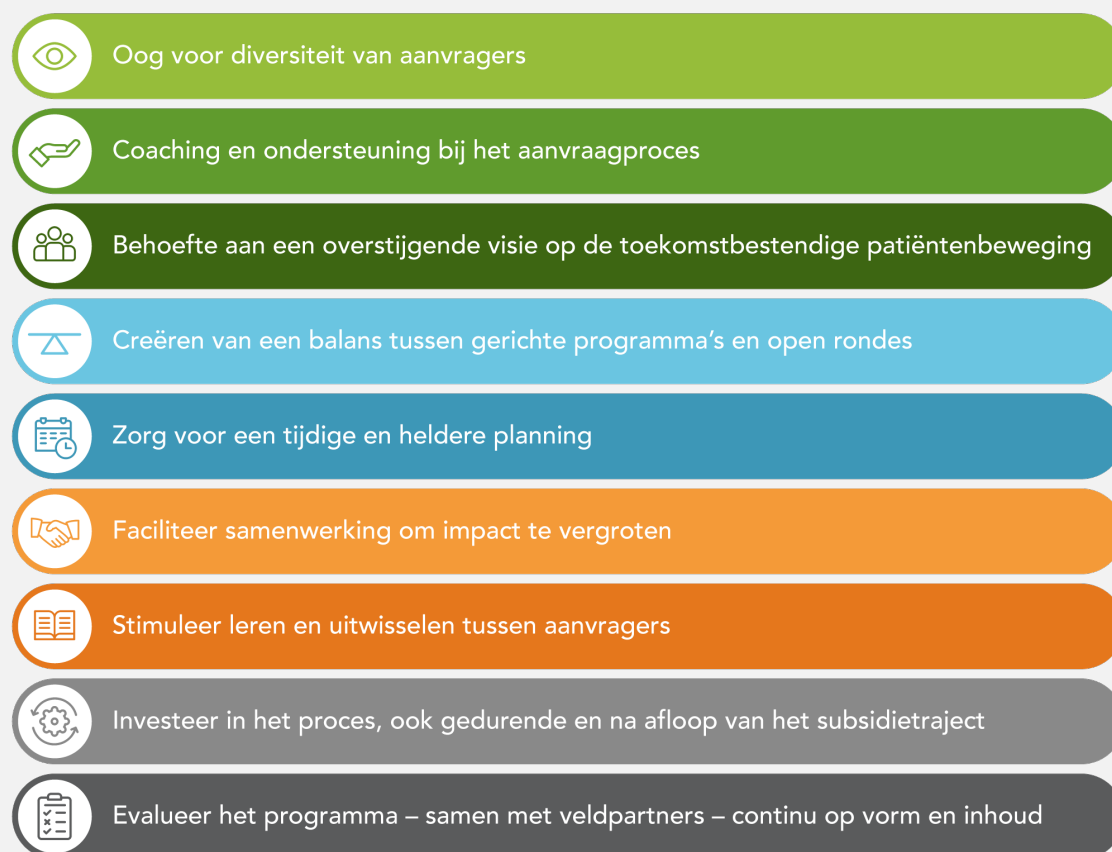 Oog voor diversiteit van aanvragers
Coaching en ondersteuning bij het aanvraagproces
Behoefte aan een overstijgende visie op de toekomstbestendige patiëntenbeweging
Creëren van een balans tussen gerichte programma’s en open rondes
Zorg voor een tijdige en heldere planning
Faciliteer samenwerking om impact te vergroten
Stimuleer leren en uitwisselen tussen aanvragers
Investeer in het proces, ook gedurende en na afloop van het subsidietraject
Evalueer het programma – samen met veldpartners – continu op vorm en inhoud